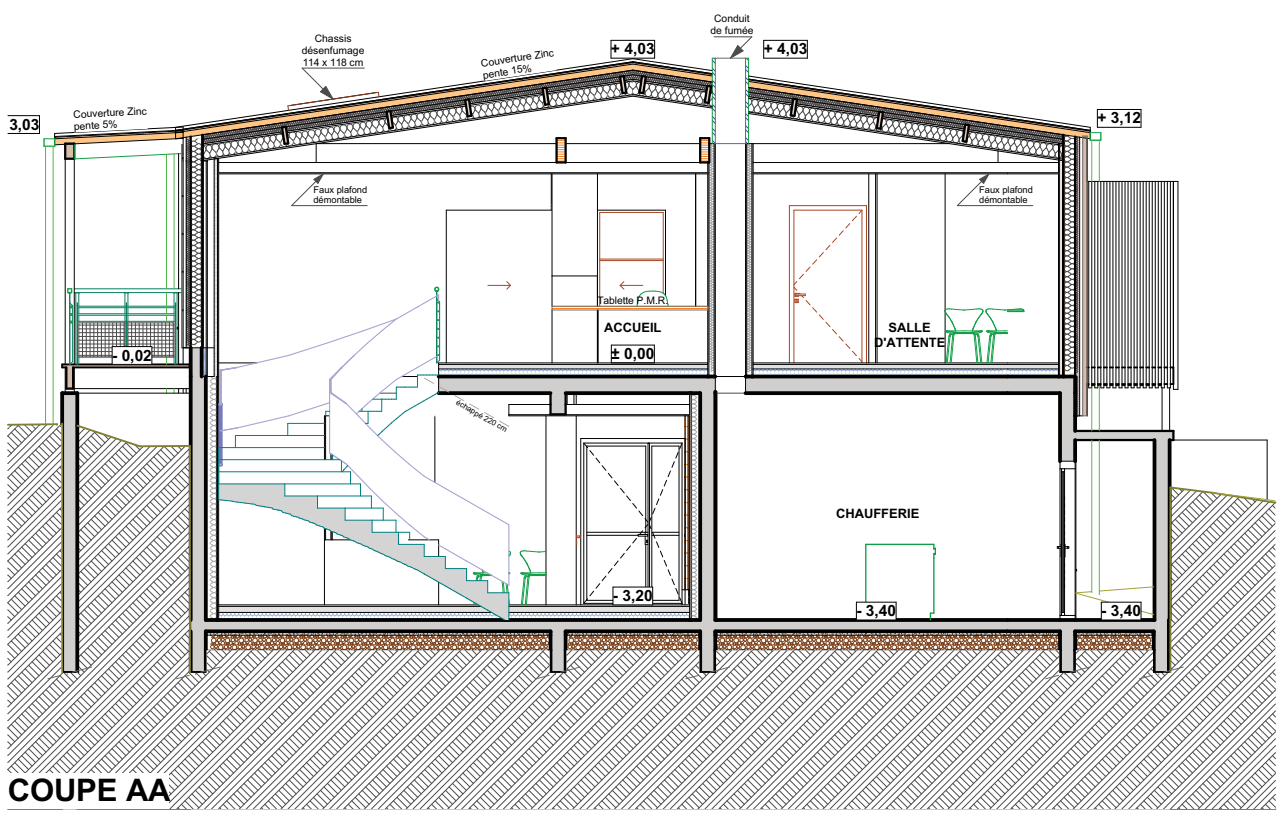 Conduit
de fumée
Chassis
désenfumage
114 x 118 cm
+ 4,03
+ 4,03
Couverture Zinc
pente 15%
Couverture Zinc
pente 5%
3,03
+ 3,12
Faux plafond
démontable
Faux plafond
démontable
Tablette P.M.R.
ACCUEIL
SALLE
D'ATTENTE
- 0,02
± 0,00
échappé 220 cm
CHAUFFERIE
- 3,20
- 3,40
- 3,40
COUPE AA